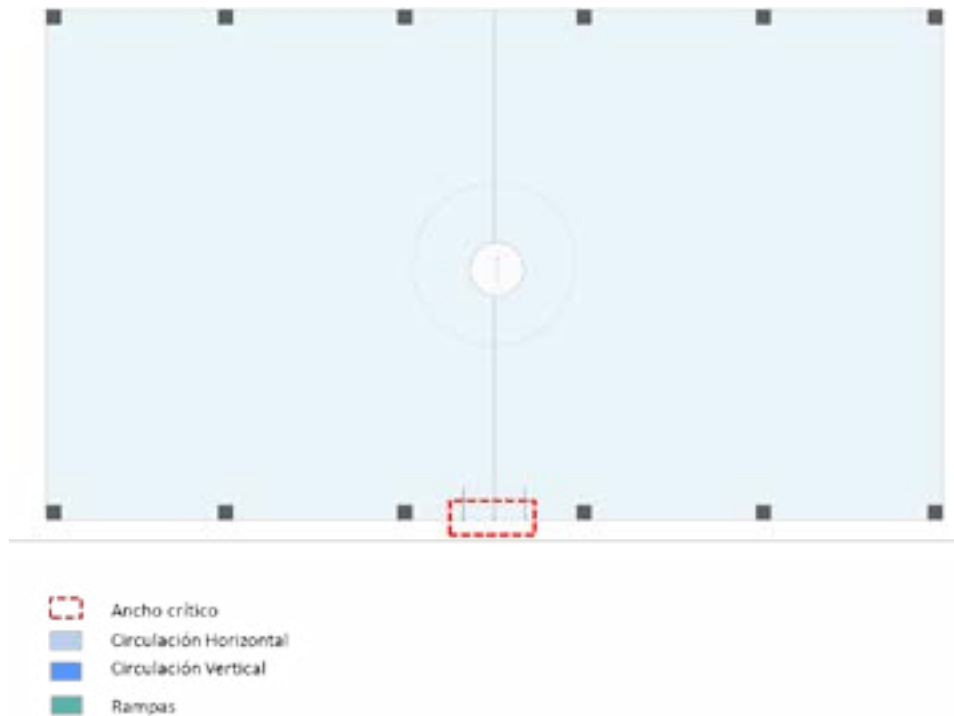 Ancho crítico
Circulación Horizontal
Circulación Vertical
Rampas